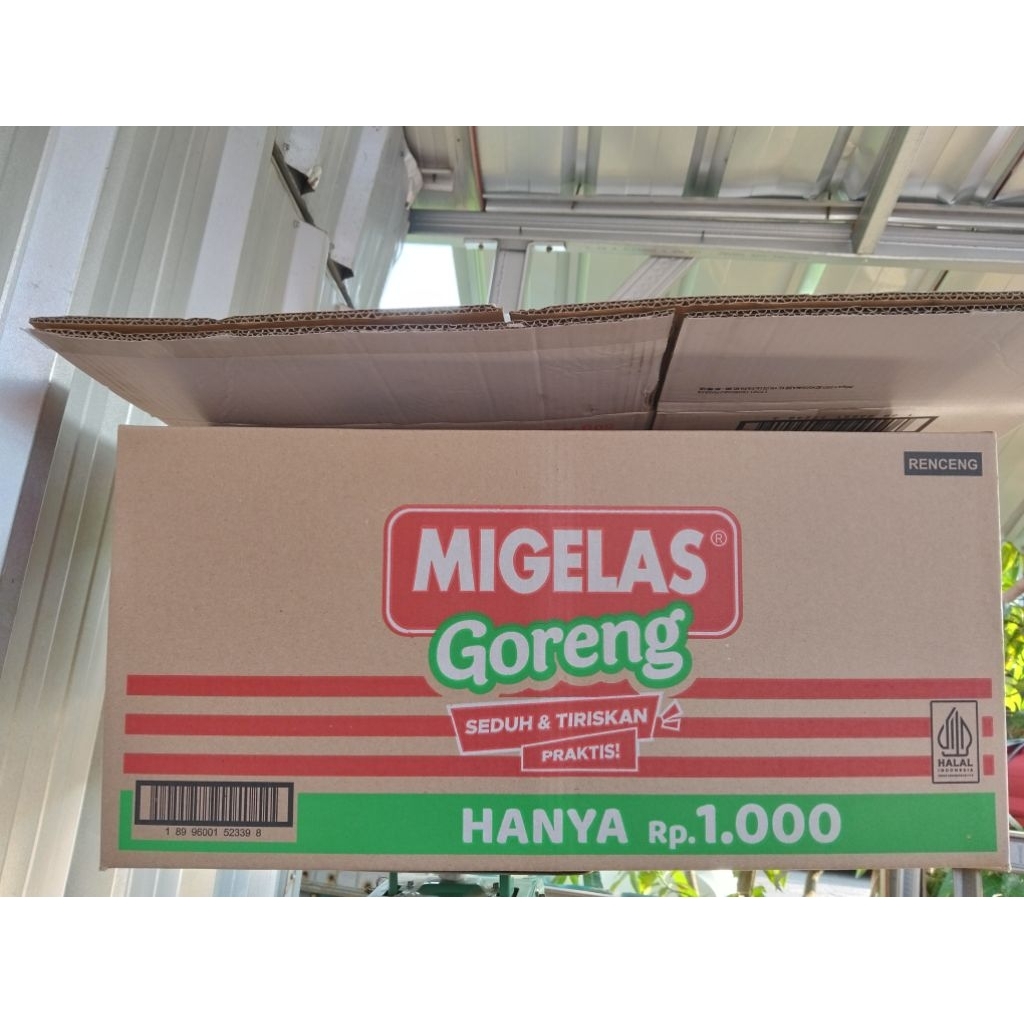 RENCENG
MIGELAS®
Goreng
SEDUH & TIRISKAN
PRAKTIS!
HALAL
INDONESIA
1 89 96001 52339 8
HANYA Rp.1.000